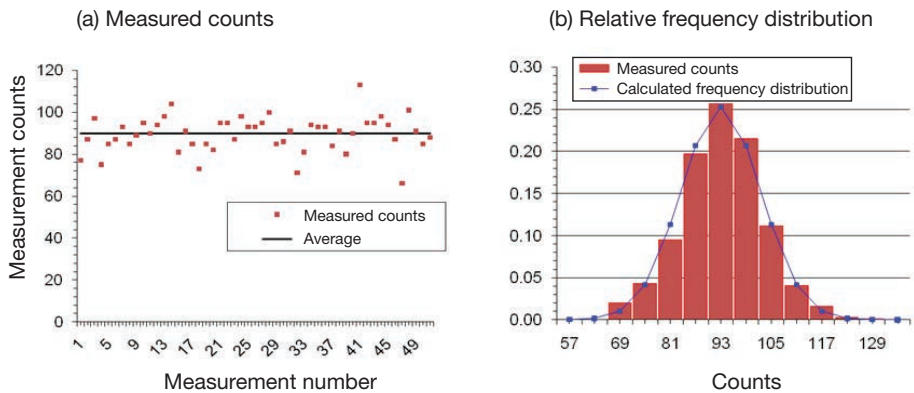 (a) Measured counts
Measurement counts
120
100
80
60
40
20
0
Measured counts
Average
1 5 9 13 17 21 25 29 33 37 41 45 49
Measurement number
(b) Relative frequency distribution
0.30
0.25
0.20
0.15
0.10
0.05
0.00
Measured counts
Calculated frequency distribution
57 69 81 93 105 117 129
Counts